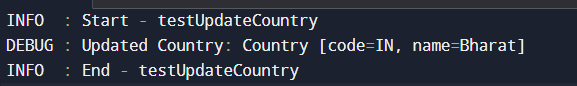 INFO  : Start - testUpdateCountry
DEBUG : Updated Country: Country [code=IN, name=Bharat]
INFO  : End - testUpdateCountry